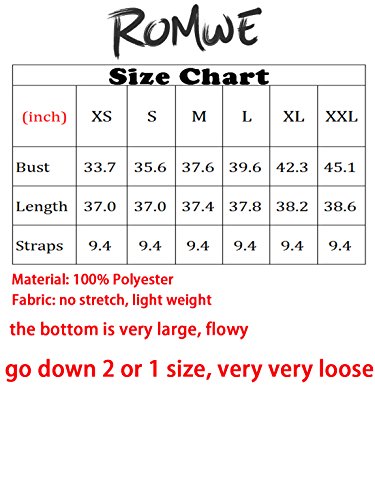 ROMWE
Size Chart
(inch) XS S M L XL XXL
Bust 33.7 35.6 37.6 39.6 42.3 45.1
Length 37.0 37.0 37.4 37.8 38.2 38.6
Straps 9.4 9.4 9.4 9.4 9.4 9.4
Material: 100% Polyester
Fabric: no stretch, light weight
the bottom is very large, flowy
go down 2 or 1 size, very very loose